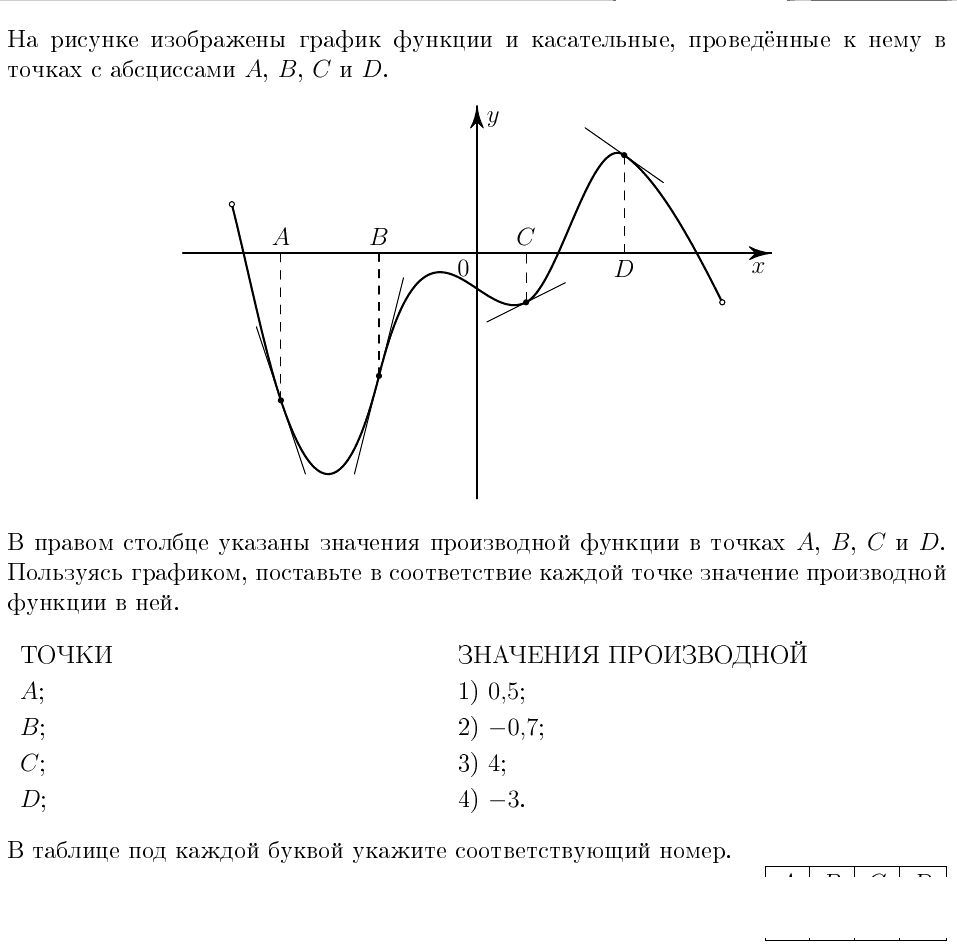 На рисунке изображены график функции и касательные, проведённые к нему в
точках с абсциссами A, B, C и D.
y
A B C
0 D x
В правом столбце указаны значения производной функции в точках A, B, C и D.
Пользуясь графиком, поставьте в соответствие каждой точке значение производной
функции в ней.
ТОЧКИ ЗНАЧЕНИЯ ПРОИЗВОДНОЙ
A; 1) 0,5;
B; 2) −0,7;
C; 3) 4;
D; 4) −3.
В таблице под каждой буквой укажите соответствующий номер.